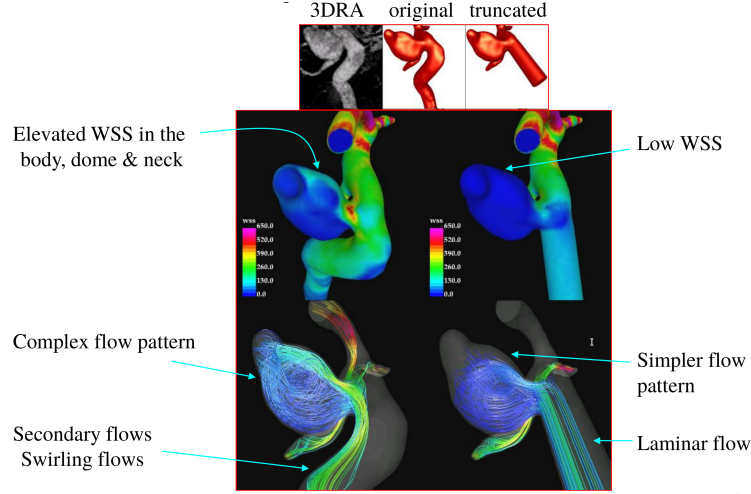 3DRA original truncated
Elevated WSS in the
body, dome & neck
Low WSS
wss
650.0
520.0
390.0
260.0
130.0
0.0
wss
650.0
520.0
390.0
260.0
130.0
0.0
Complex flow pattern
Simpler flow
pattern
Secondary flows
Swirling flows
Laminar flow